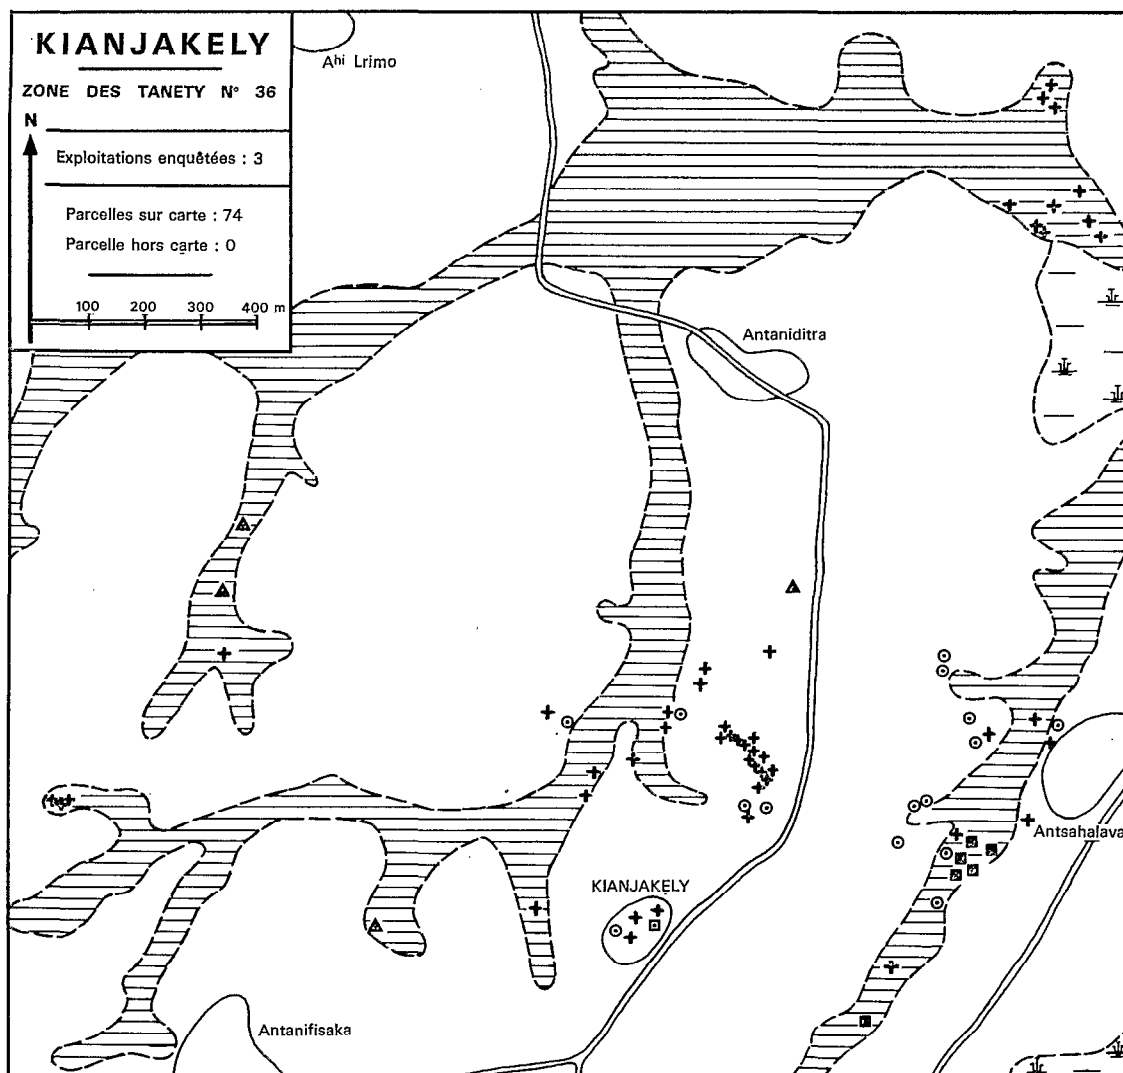 KIANJAKELY
ZONE DES TANETY N° 36
N
Exploitations enquêtées : 3
Parcelles sur carte : 74
Parcelle hors carte : 0
100 200 300 400 m
Ahi Lrimo
Antaniditra
Antsahalava
KIANJAKELY
Antanifisaka